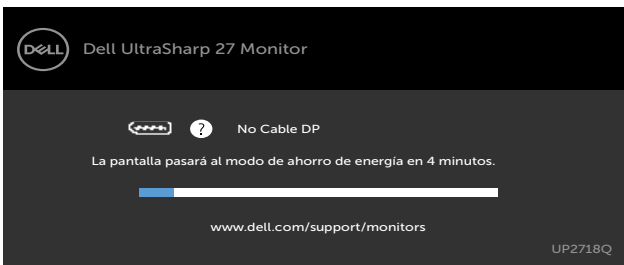 DELL
Dell UltraSharp 27 Monitor
? No Cable DP
La pantalla pasará al modo de ahorro de energía en 4 minutos.
www.dell.com/support/monitors
UP2718Q